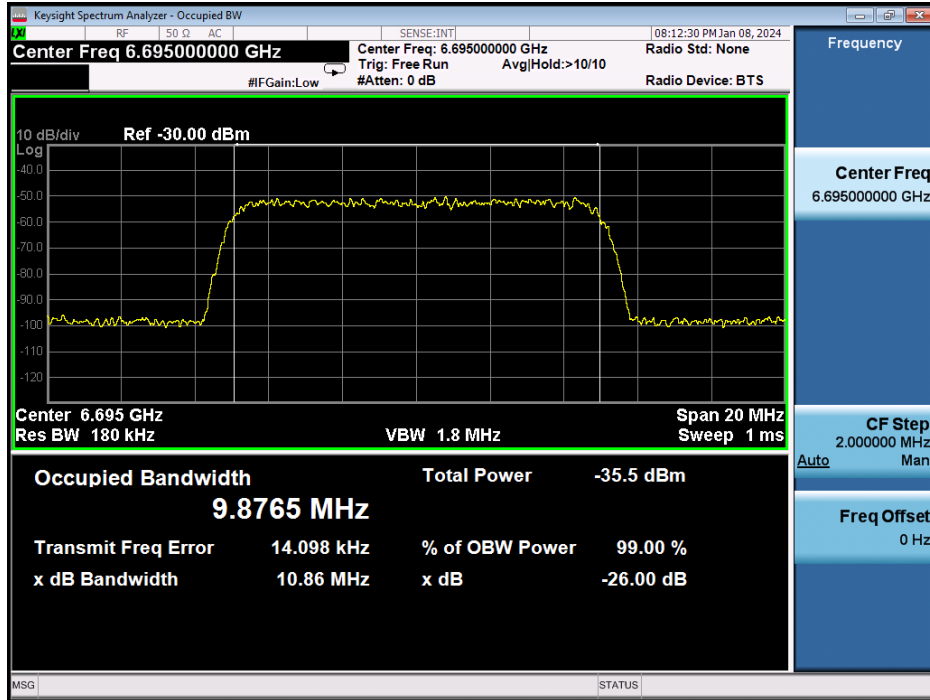 Keysight Spectrum Analyzer - Occupied BW
LXI RF 50 Ω AC SENSE:INT 08:12:30 PM Jan 08, 2024
Center Freq 6.695000000 GHz
Center Freq: 6.695000000 GHz
Radio Std: None
Trig: Free Run Avg|Hold:>10/10
#IFGain:Low #Atten: 0 dB Radio Device: BTS
10 dB/div Ref -30.00 dBm
Log
-40.0
-50.0
-60.0
-70.0
-80.0
-90.0
-100
-110
-120
Center 6.695 GHz Span 20 MHz
Res BW 180 kHz VBW 1.8 MHz Sweep 1 ms
Occupied Bandwidth Total Power -35.5 dBm
9.8765 MHz
Transmit Freq Error 14.098 kHz % of OBW Power 99.00 %
x dB Bandwidth 10.86 MHz x dB -26.00 dB
MSG STATUS
Frequency
Center Freq
6.695000000 GHz
CF Step
2.000000 MHz
Auto Man
Freq Offset
0 Hz